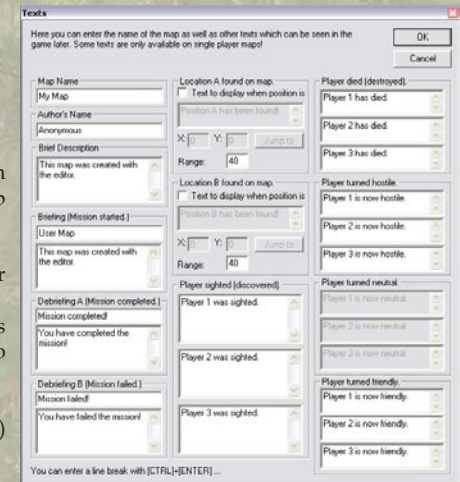 Texts
Here you can enter the name of the map as well as other texts which can be seen in the
game later. Some texts are only available on single player maps!
OK
Cancel
Map Name
My Map
Author's Name
Anonymous
Brief Description
This map was created with
the editor.
Briefing (Mission started.)
User Map
This map was created with
the editor.
Debriefing A (Mission completed.)
Mission completed!
You have completed the
mission!
Debriefing B (Mission failed.)
Mission failed!
You have failed the mission!
Location A found on map.
Text to display when position is
Position A has been found!
X: 0 Y: 0 Jump to
Range: 40
Location B found on map.
Text to display when position is
Position B has been found!
X: 0 Y: 0 Jump to
Range: 40
Player sighted (discovered).
Player 1 was sighted.
Player 2 was sighted.
Player 3 was sighted.
Player died (destroyed).
Player 1 has died.
Player 2 has died.
Player 3 has died.
Player turned hostile.
Player 1 is now hostile.
Player 2 is now hostile.
Player 3 is now hostile.
Player turned neutral.
Player 1 is now neutral.
Player 2 is now neutral.
Player 3 is now neutral.
Player turned friendly.
Player 1 is now friendly.
Player 2 is now friendly.
Player 3 is now friendly.
You can enter a line break with [CTRL]+[ENTER] ...